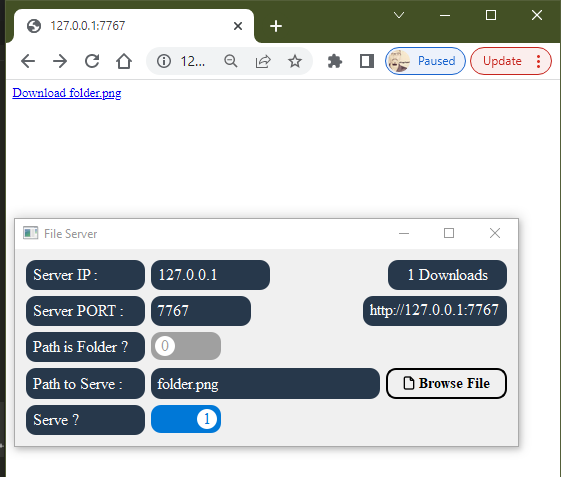 127.0.0.1:7767
12...
Paused
Update
Download folder.png
File Server
Server IP :
127.0.0.1
1 Downloads
Server PORT :
7767
http://127.0.0.1:7767
Path is Folder ?
0
Path to Serve :
folder.png
Browse File
Serve ?
1